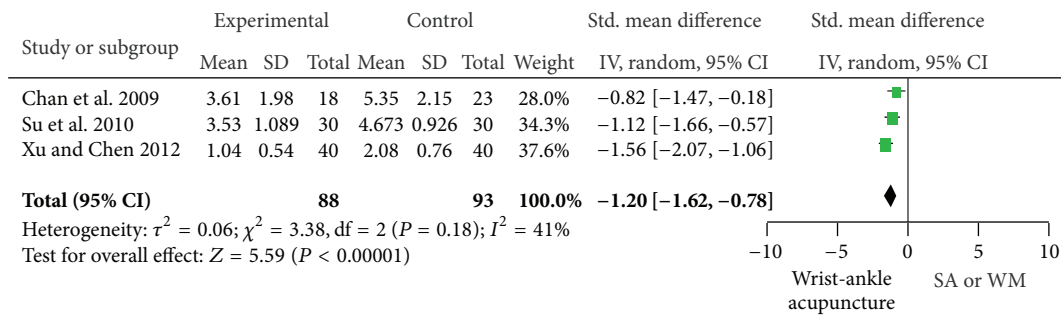 Experimental Control Std. mean difference Std. mean difference
Study or subgroup
Mean SD Total Mean SD Total Weight IV, random, 95% CI IV, random, 95% CI
Chan et al. 2009 3.61 1.98 18 5.35 2.15 23 28.0% −0.82 [−1.47, −0.18]
Su et al. 2010 3.53 1.089 30 4.673 0.926 30 34.3% −1.12 [−1.66, −0.57]
Xu and Chen 2012 1.04 0.54 40 2.08 0.76 40 37.6% −1.56 [−2.07, −1.06]
Total (95% CI) 88 93 100.0% −1.20 [−1.62, −0.78]
Heterogeneity: τ² = 0.06; χ² = 3.38, df = 2 (P = 0.18); I² = 41%
Test for overall effect: Z = 5.59 (P < 0.00001)
−10 −5 0 5 10
Wrist-ankle SA or WM
acupuncture